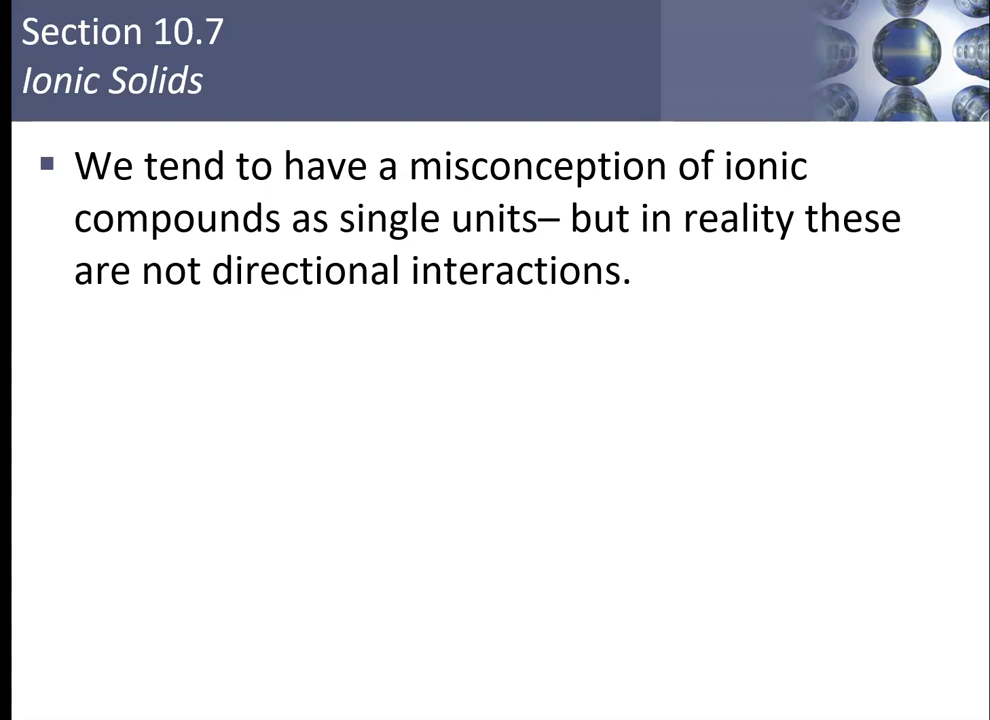 Section 10.7
Ionic Solids
▪ We tend to have a misconception of ionic
compounds as single units– but in reality these
are not directional interactions.